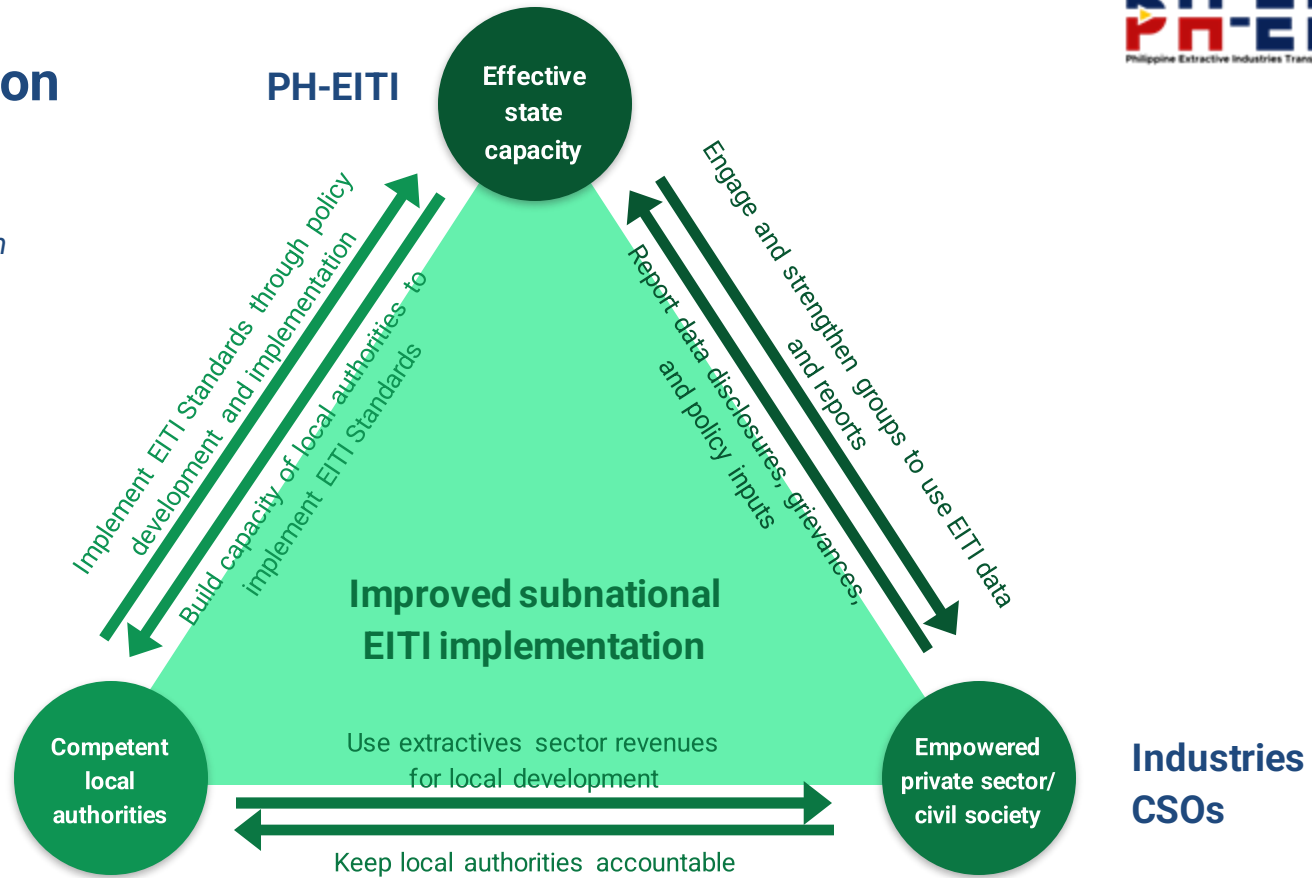 on
PH-EITI
PH-EI
Philippine Extractive Industries Trans
n
Effective
state
capacity
Implement EITI Standards through policy
development and implementation
Build capacity of local authorities to
implement EITI Standards
Engage and strengthen groups to use EITI data
and reports
Report data disclosures, grievances,
and policy inputs
Improved subnational
EITI implementation
Competent
local
authorities
Use extractives sector revenues
for local development
Keep local authorities accountable
Empowered
private sector/
civil society
Industries
CSOs